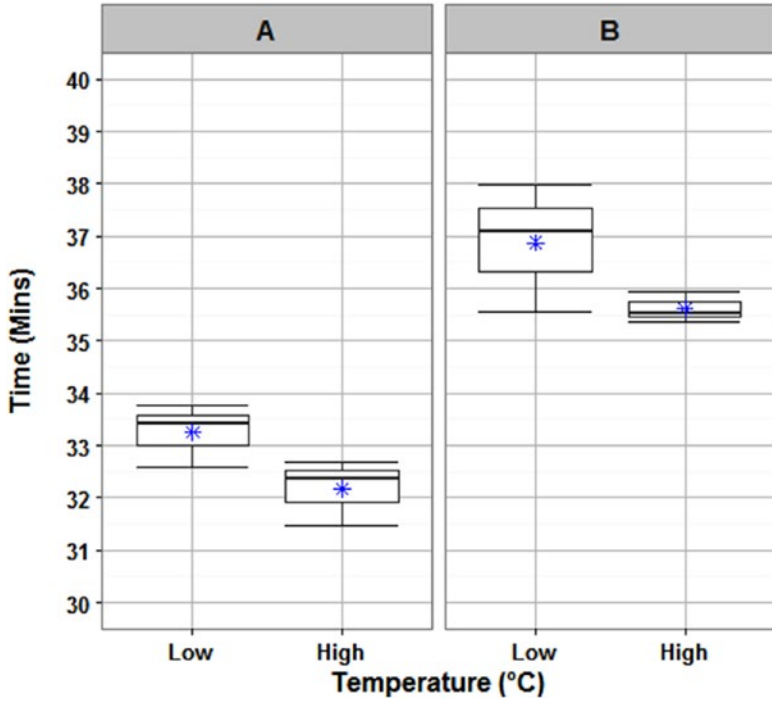 A
B
40
39
38
37
36
35
34
33
32
31
30
Time (Mins)
Low
High
Low
High
Temperature (°C)